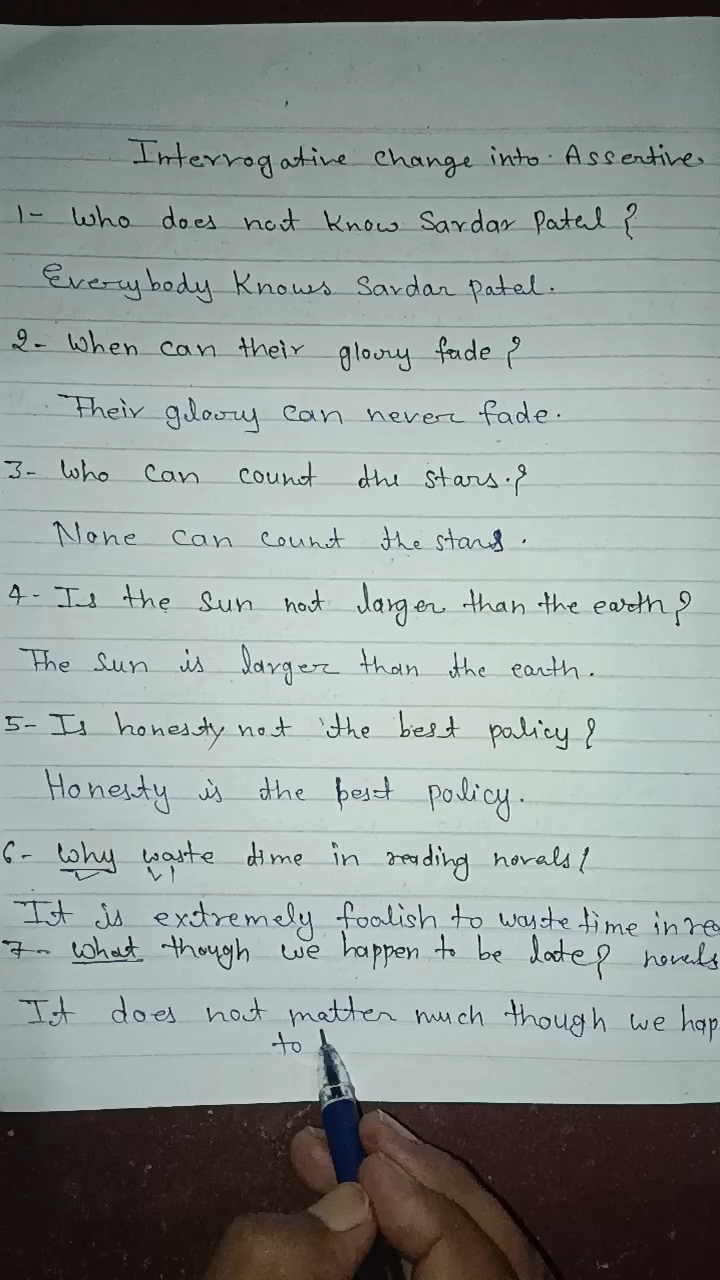 Interrogative change into Assertive
1- Who does not know Sardar Patel ?
Everybody knows Sardar Patel.
2- When can their gloury fade ?
Their gloury can never fade.
3- Who can count the stars.?
None can count the stars.
4- Is the sun not larger than the earth ?
The sun is larger than the earth.
5- Is honesty not the best policy ?
Honesty is the best policy.
6- Why waste time in reading novals !
It is extremely foolish to waste time in re
7- What though we happen to be late ? novels
It does not matter much though we hap
to